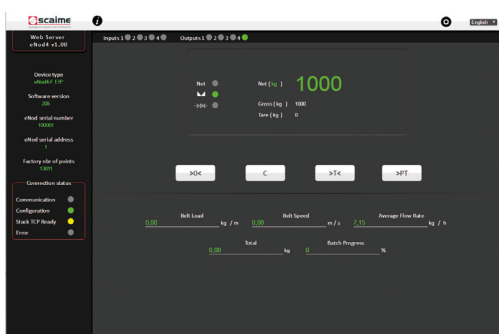 scaime
English
Web Server
eNod4 v1.00
Inputs 1 2 3 4 Outputs 1 2 3 4
Device type
eNod4-F EIP
Software version
206
eNod serial number
eNod serial address
1
Factory nbr of points
Connection status
Communication
Configuration
Stack TCP Ready
Error
Net
>0<
Net [ kg ] 1000
Gross [ kg ] 1000
Tare [ kg ] 0
>0< C >T< >PT
Belt Load Belt Speed Average Flow Rate
0,00 kg / m 0,00 m / s 7,15 kg / h
Total Batch Progress
0,00 kg 0 %